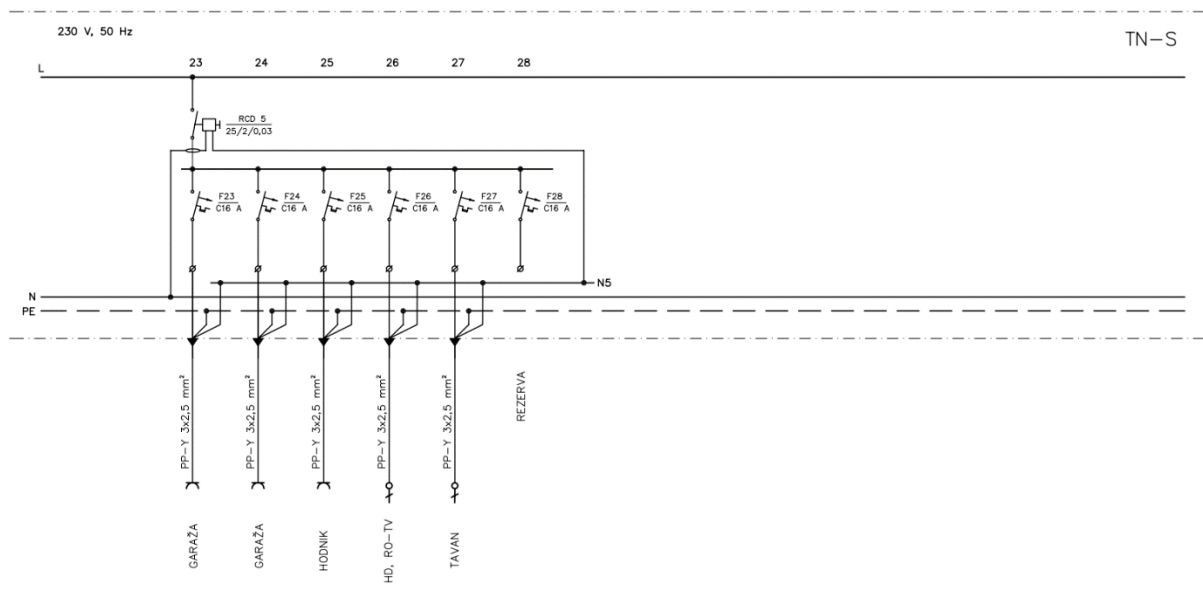 230 V, 50 Hz
TN-S
L
23 24 25 26 27 28
RCD 5
25/2/0,03
F23 F24 F25 F26 F27 F28
C16 A C16 A C16 A C16 A C16 A C16 A
N5
N
PE
PP-Y 3x2,5 mm²
PP-Y 3x2,5 mm²
PP-Y 3x2,5 mm²
PP-Y 3x2,5 mm²
PP-Y 3x2,5 mm²
REZERVA
GARAŽA
GARAŽA
HODNIK
HD, RO-TV
TAVAN